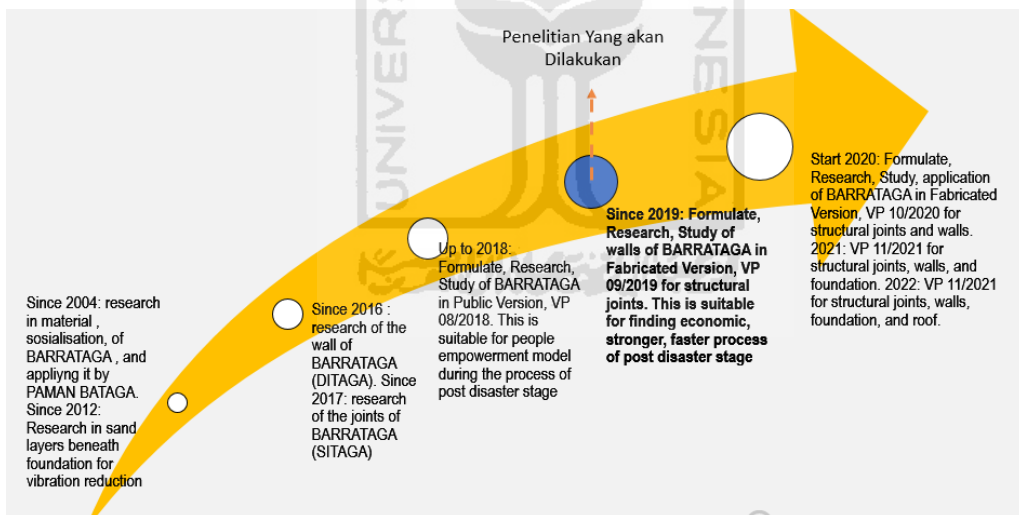 Penelitian Yang akan
Dilakukan
Since 2004: research
in material ,
sosialisation, of
BARRATAGA , and
appliyng it by
PAMAN BATAGA.
Since 2012:
Research in sand
layers beneath
foundation for
vibration reduction
Since 2016 :
research of the
wall of
BARRATAGA
(DITAGA). Since
2017: research
of the joints of
BARRATAGA
(SITAGA)
Up to 2018:
Formulate, Research,
Study of BARRATAGA
in Public Version, VP
08/2018. This is
suitable for people
empowerment model
during the process of
post disaster stage
Since 2019: Formulate,
Research, Study of
walls of BARRATAGA in
Fabricated Version, VP
09/2019 for structural
joints. This is suitable
for finding economic,
stronger, faster process
of post disaster stage
Start 2020: Formulate,
Research, Study, application
of BARRATAGA in Fabricated
Version, VP 10/2020 for
structural joints and walls.
2021: VP 11/2021 for
structural joints, walls, and
foundation. 2022: VP 11/2021
for structural joints, walls,
foundation, and roof.